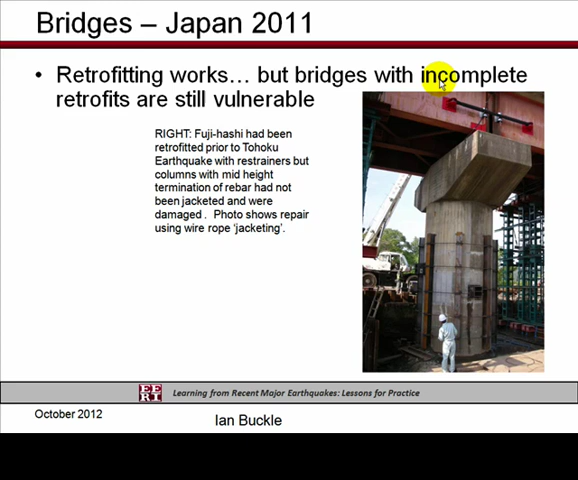 Bridges – Japan 2011
• Retrofitting works… but bridges with incomplete
retrofits are still vulnerable
RIGHT: Fuji-hashi had been
retrofitted prior to Tohoku
Earthquake with restrainers but
columns with mid height
termination of rebar had not
been jacketed and were
damaged . Photo shows repair
using wire rope ‘jacketing’.
EE
RI
Learning from Recent Major Earthquakes: Lessons for Practice
October 2012
Ian Buckle